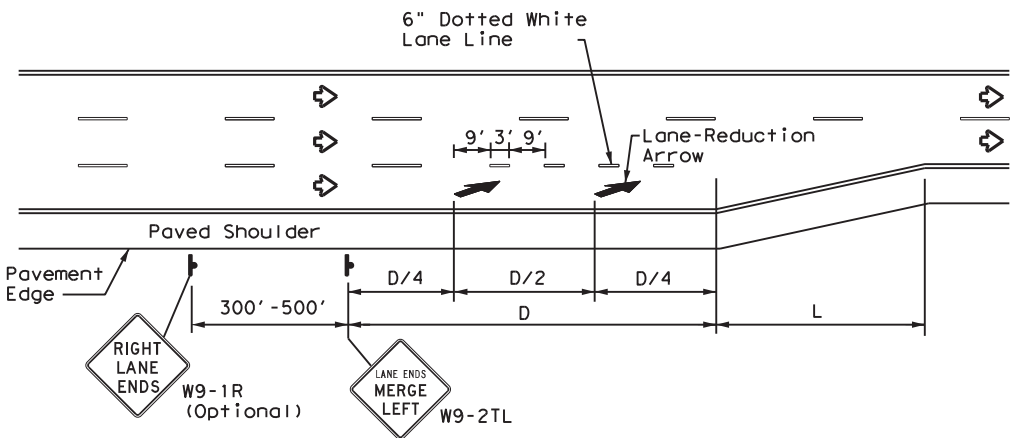 6" Dotted White
Lane Line
9' 3' 9'
Lane-Reduction
Arrow
Paved Shoulder
Pavement
Edge
D/4 D/2 D/4
300'-500' D L
RIGHT
LANE
ENDS
W9-1R
(Optional)
LANE ENDS
MERGE
LEFT
W9-2TL